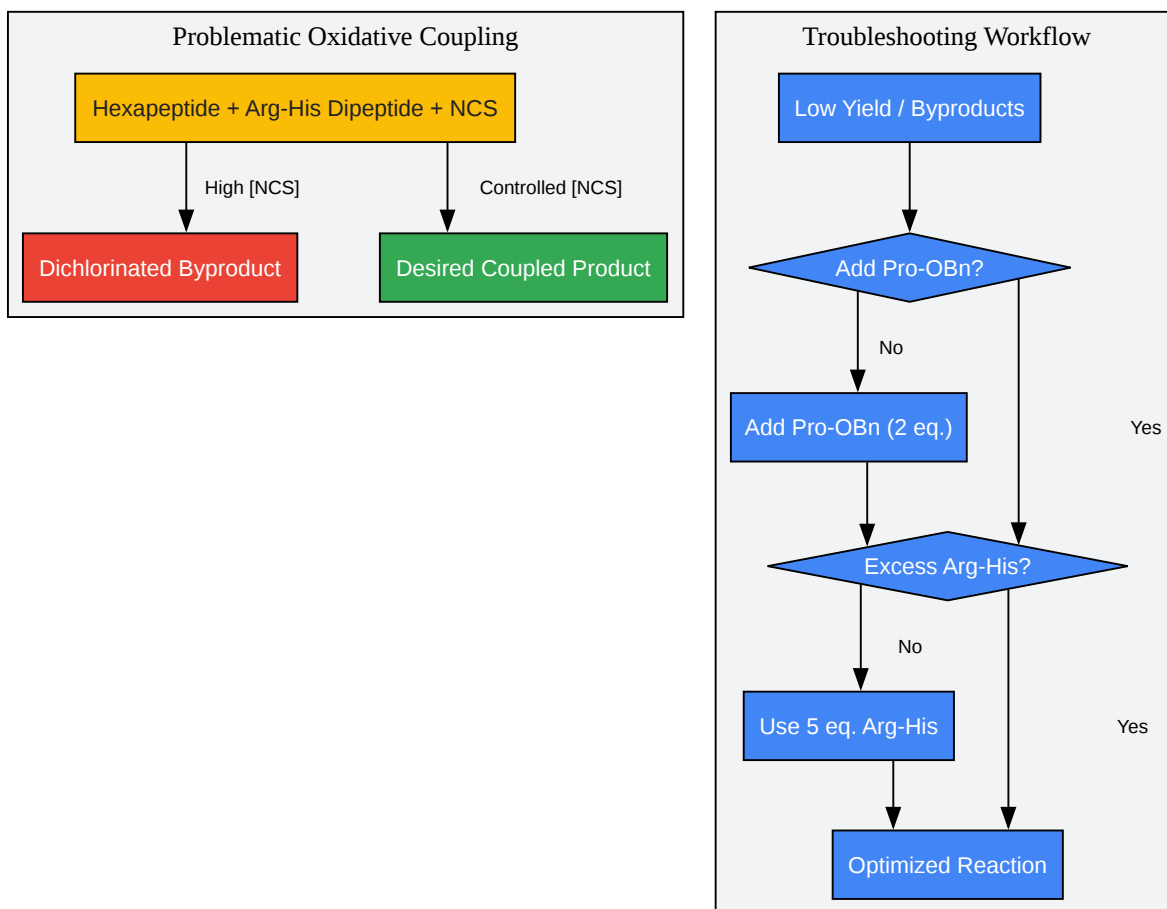 Problematic Oxidative Coupling
Hexapeptide + Arg-His Dipeptide + NCS
High [NCS]
Controlled [NCS]
Dichlorinated Byproduct
Desired Coupled Product
Troubleshooting Workflow
Low Yield / Byproducts
Add Pro-OBn?
No
Add Pro-OBn (2 eq.)
Yes
Excess Arg-His?
No
Use 5 eq. Arg-His
Yes
Optimized Reaction